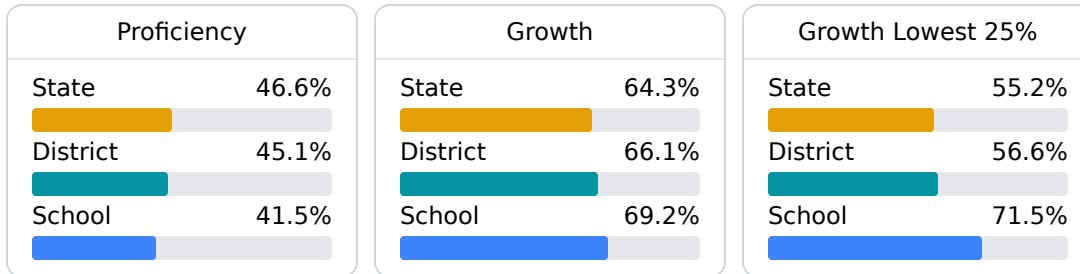 Proficiency
State 46.6%
District 45.1%
School 41.5%
Growth
State 64.3%
District 66.1%
School 69.2%
Growth Lowest 25%
State 55.2%
District 56.6%
School 71.5%